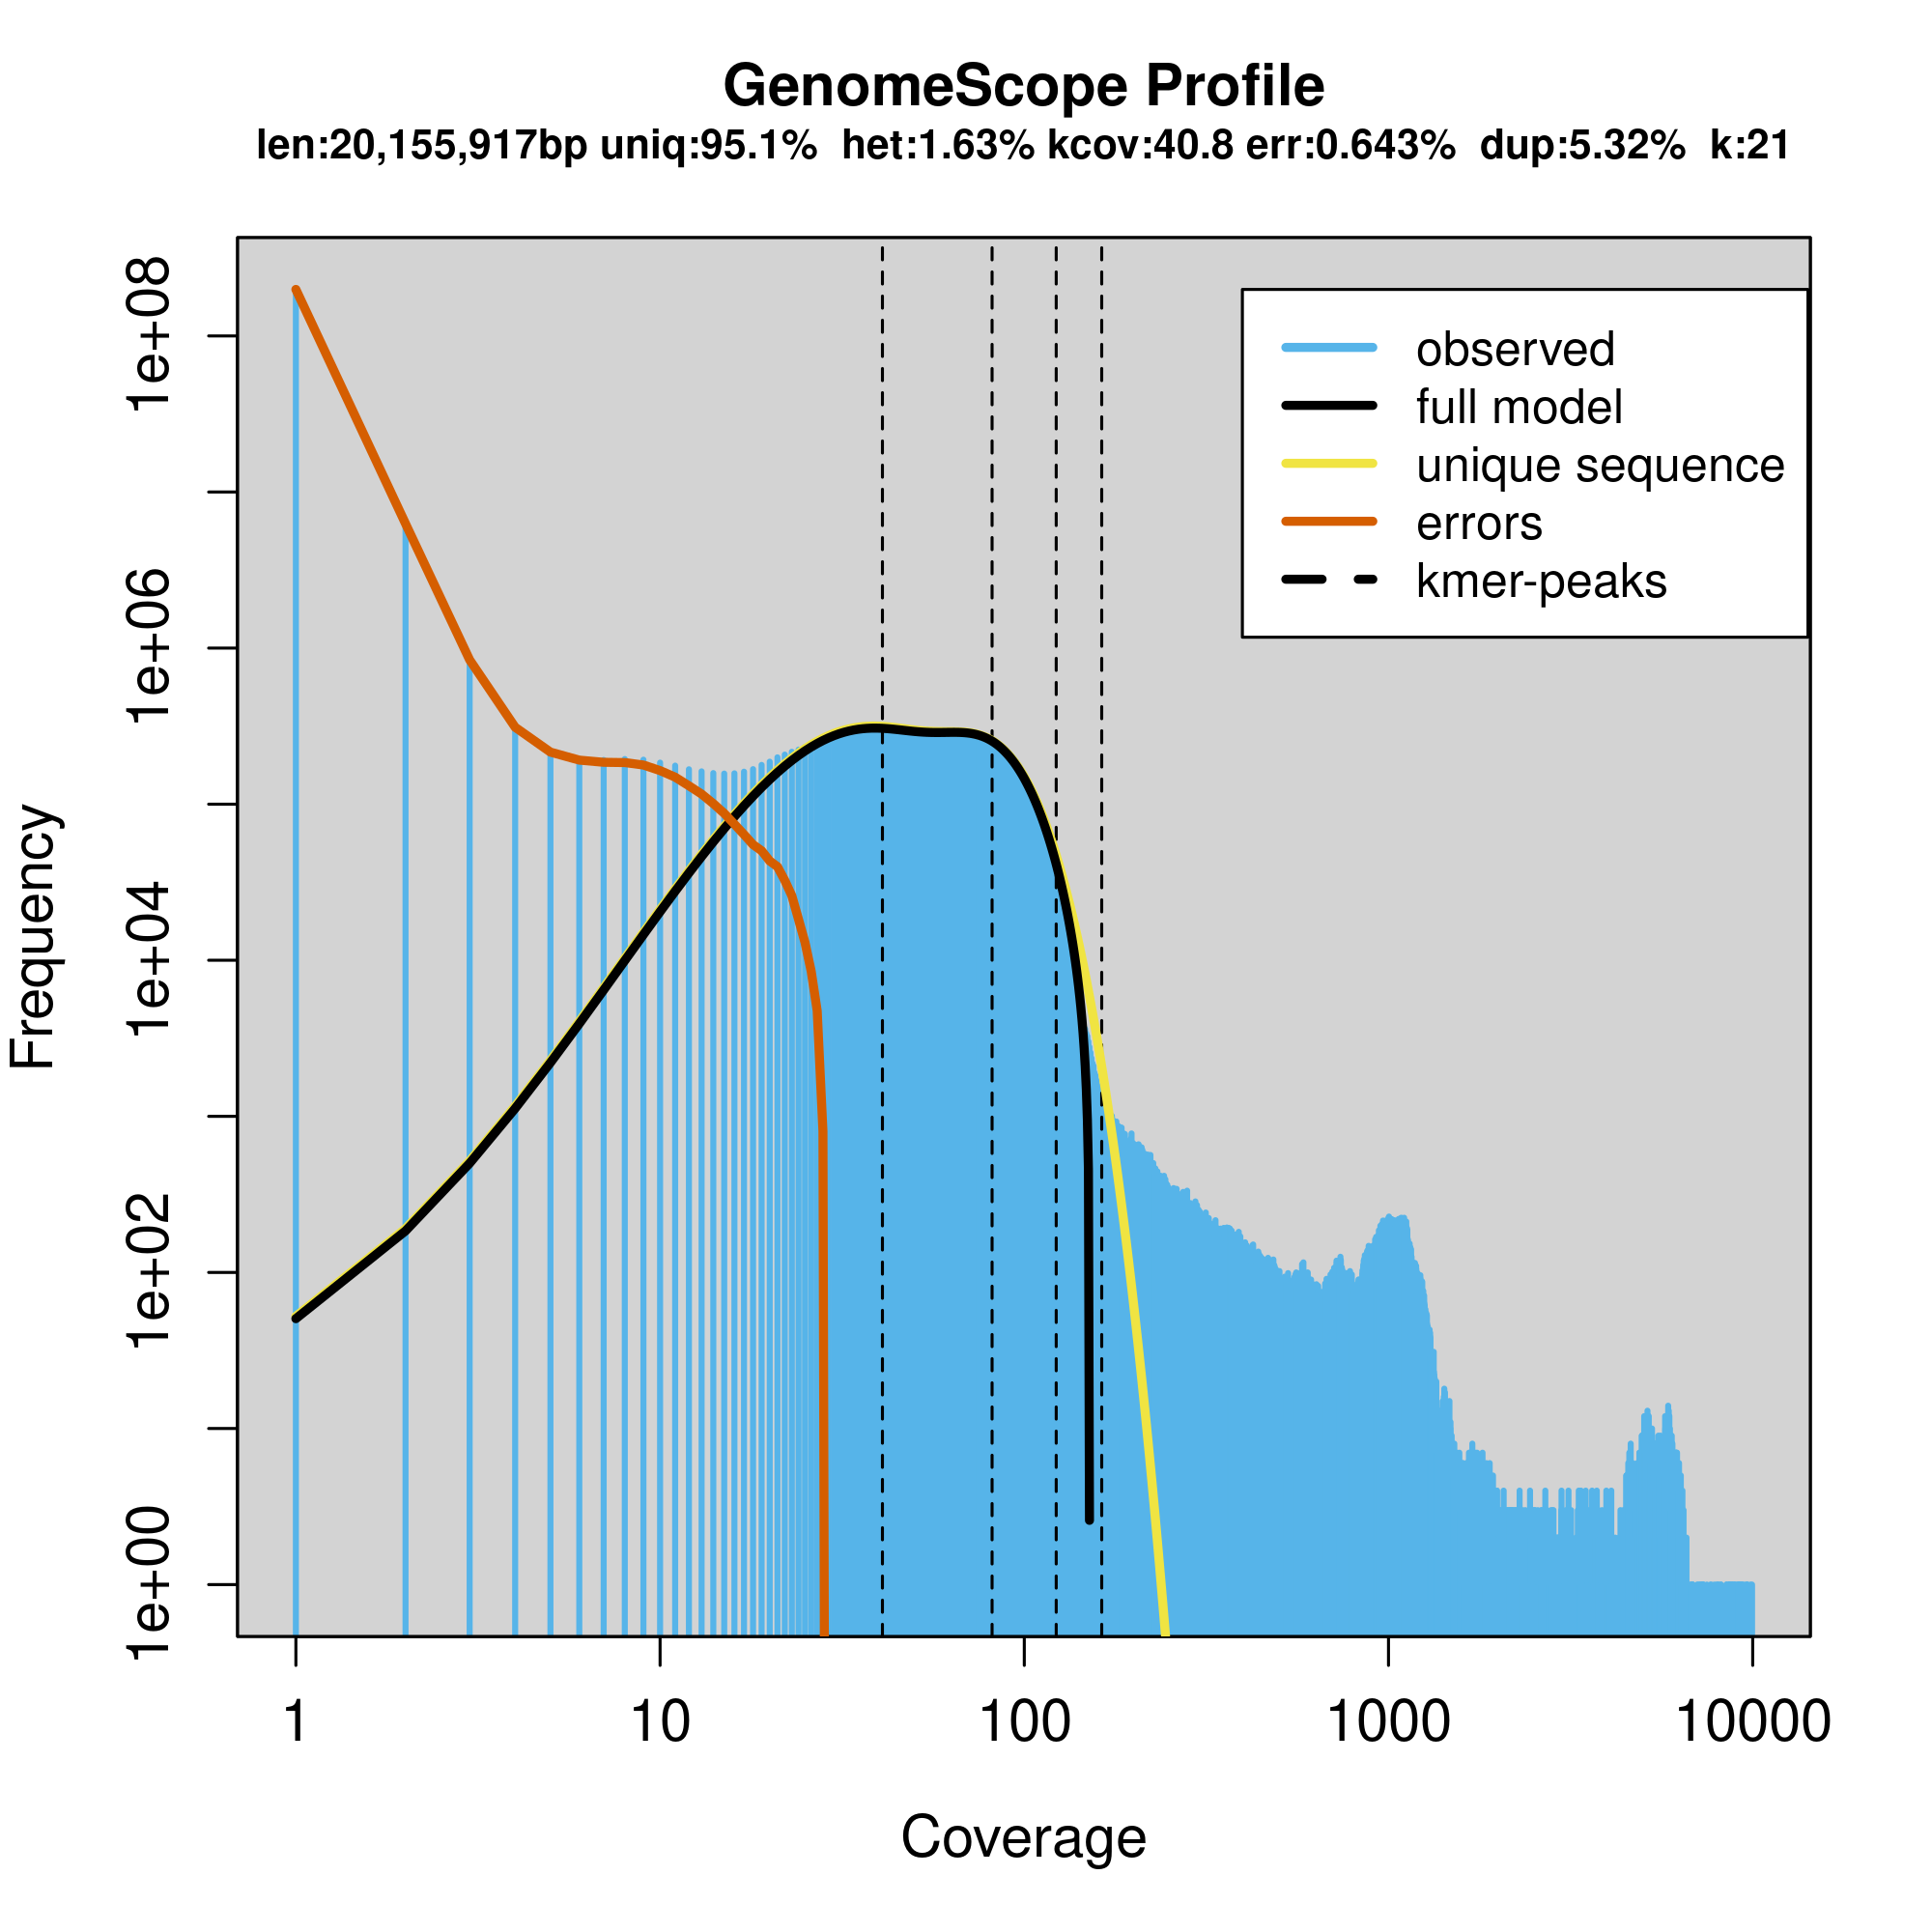 GenomeScope Profile
len:20,155,917bp uniq:95.1% het:1.63% kcov:40.8 err:0.643% dup:5.32% k:21
observed
full model
unique sequence
errors
kmer-peaks
Frequency
1e+08
1e+06
1e+04
1e+02
1e+00
1 10 100 1000 10000
Coverage